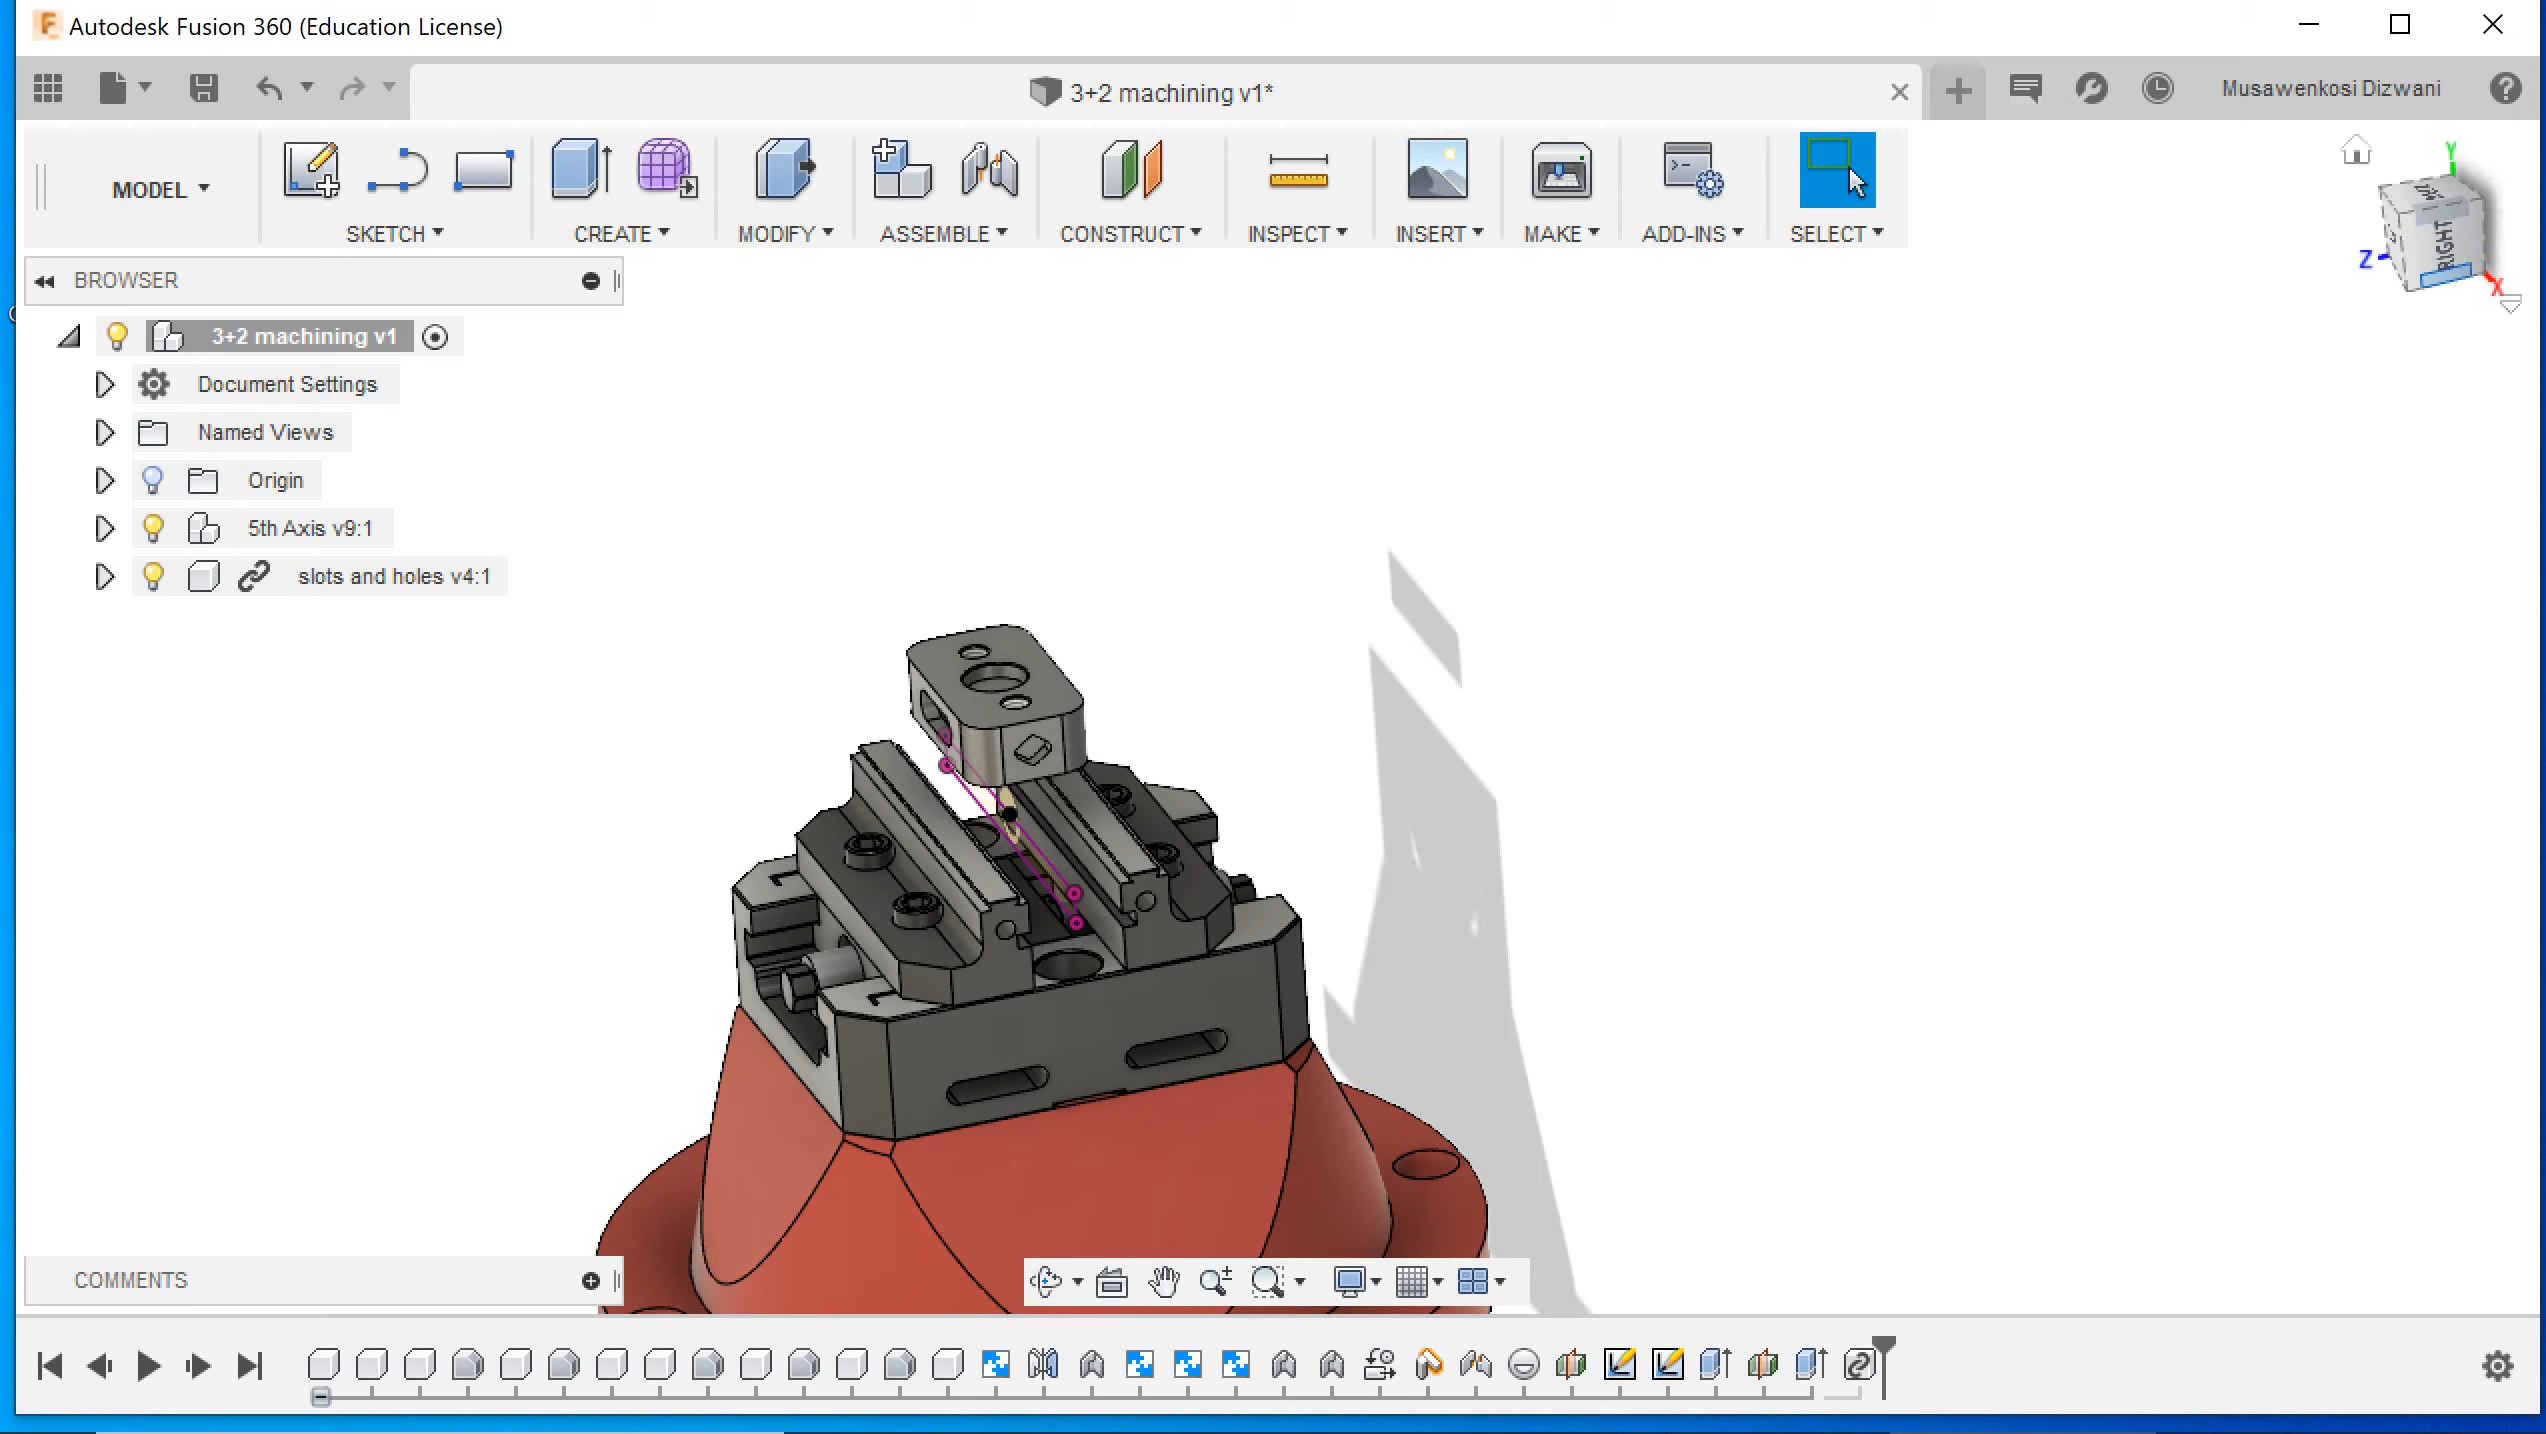 Autodesk Fusion 360 (Education License)
3+2 machining v1*
Musawenkosi Dizwani
MODEL
SKETCH
CREATE
MODIFY
ASSEMBLE
CONSTRUCT
INSPECT
INSERT
MAKE
ADD-INS
SELECT
Y
RIGHT
Z
X
BROWSER
3+2 machining v1
Document Settings
Named Views
Origin
5th Axis v9:1
slots and holes v4:1
COMMENTS